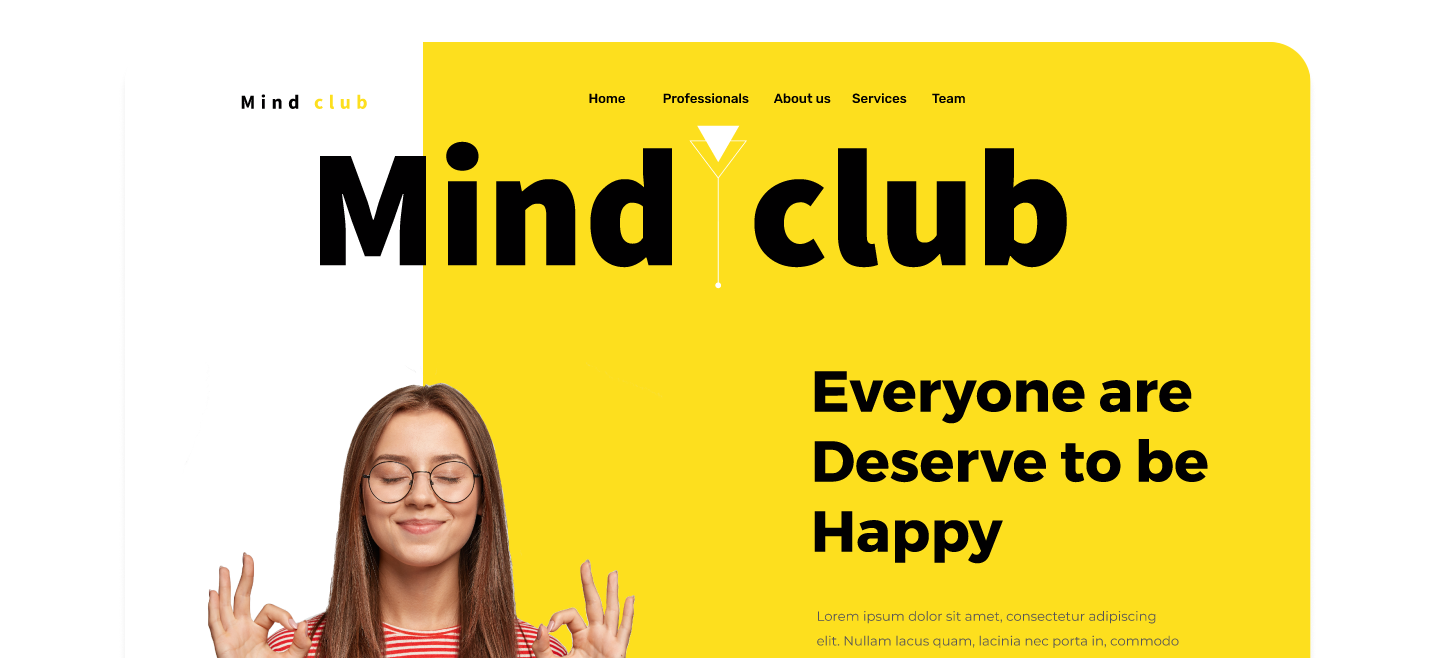 Mind club
Home Professionals About us Services Team
Mind club
Everyone are
Deserve to be
Happy
Lorem ipsum dolor sit amet, consectetur adipiscing
elit. Nullam lacus quam, lacinia nec porta in, commodo